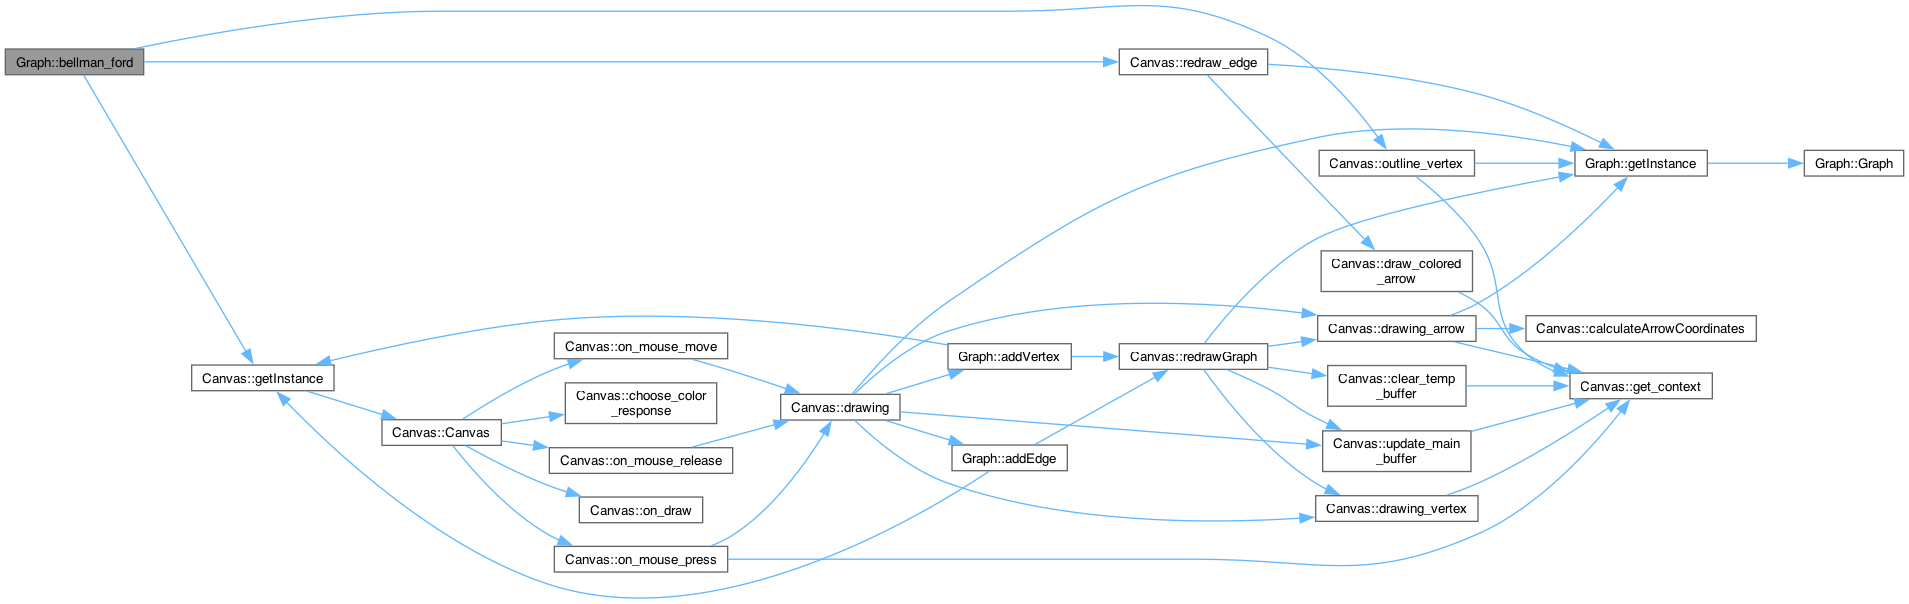 Graph::bellman_ford
Canvas::redraw_edge
Canvas::outline_vertex
Graph::getInstance
Graph::Graph
Canvas::draw_colored
_arrow
Canvas::drawing_arrow
Canvas::calculateArrowCoordinates
Canvas::on_mouse_move
Graph::addVertex
Canvas::redrawGraph
Canvas::getInstance
Canvas::choose_color
_response
Canvas::clear_temp
_buffer
Canvas::get_context
Canvas::drawing
Canvas::Canvas
Canvas::on_mouse_release
Graph::addEdge
Canvas::update_main
_buffer
Canvas::on_draw
Canvas::drawing_vertex
Canvas::on_mouse_press